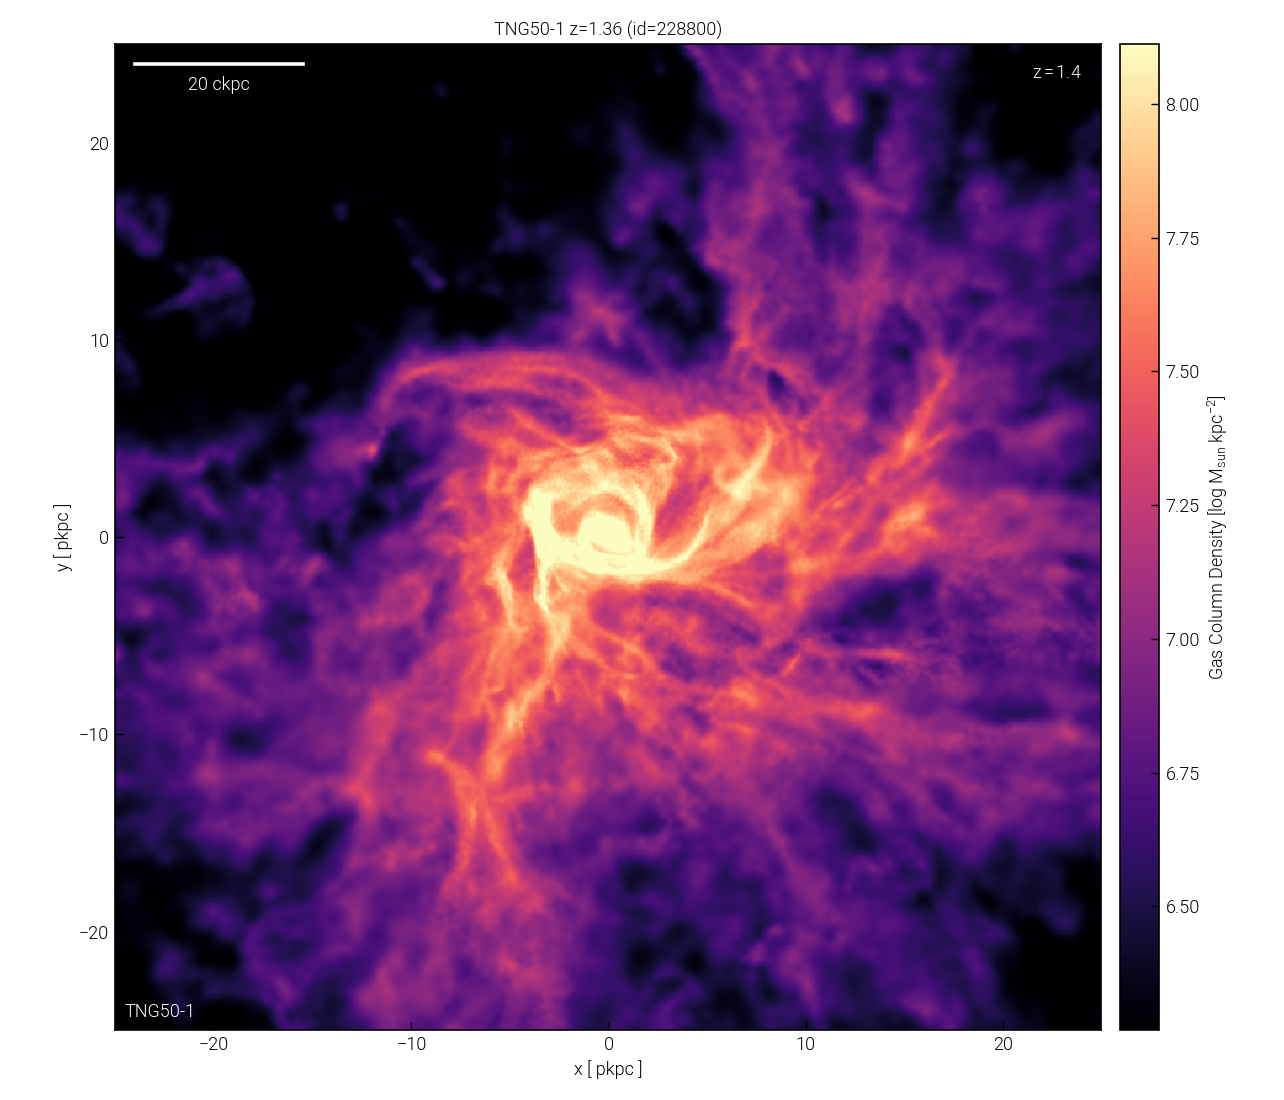 TNG50-1 z=1.36 (id=228800)
20 ckpc
z = 1.4
TNG50-1
y [ pkpc ]
20
10
0
−10
−20
−20
−10
0
10
20
x [ pkpc ]
8.00
7.75
7.50
7.25
7.00
6.75
6.50
Gas Column Density [log M_sun kpc⁻²]